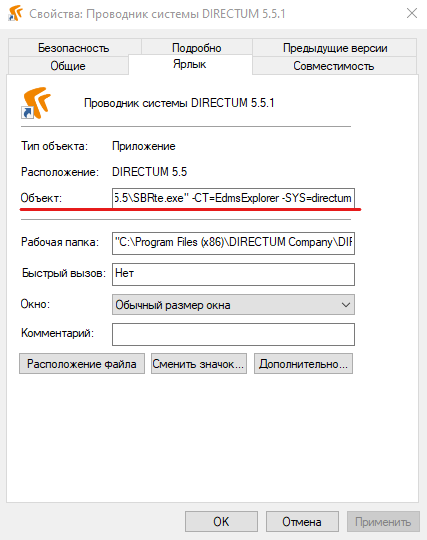 Свойства: Проводник системы DIRECTUM 5.5.1
Безопасность Подробно Предыдущие версии
Общие Ярлык Совместимость
Проводник системы DIRECTUM 5.5.1
Тип объекта: Приложение
Расположение: DIRECTUM 5.5
Объект: 5.5\SBRte.exe" -CT=EdmsExplorer -SYS=directum
Рабочая папка: "C:\Program Files (x86)\DIRECTUM Company\DIF
Быстрый вызов: Нет
Окно: Обычный размер окна
Комментарий:
Расположение файла Сменить значок... Дополнительно...
OK Отмена Применить